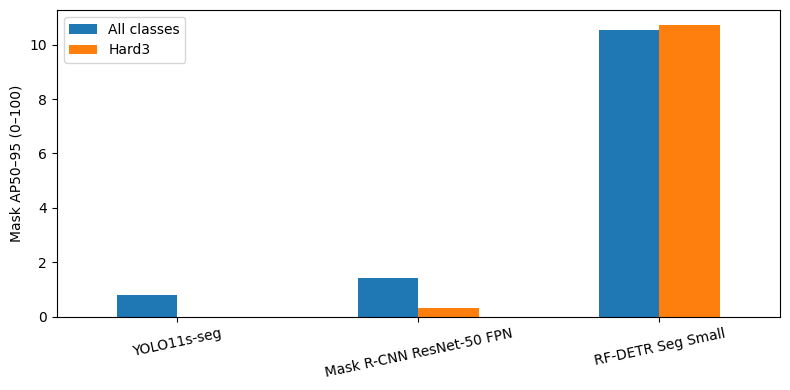 All classes
Hard3
Mask AP50–95 (0–100)
10
8
6
4
2
0
YOLO11s-seg
Mask R-CNN ResNet-50 FPN
RF-DETR Seg Small